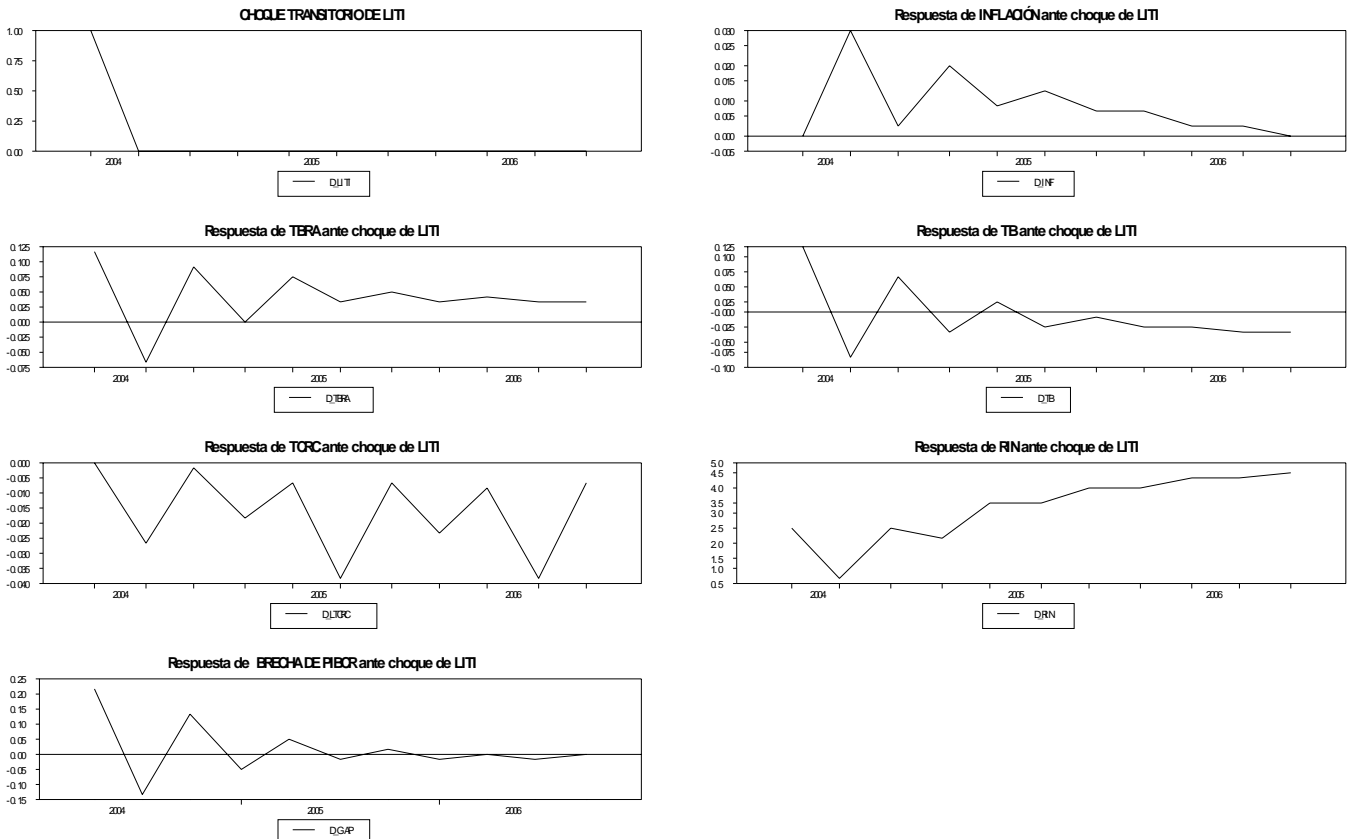 CHOQUE TRANSITORIO DE LITI
1.00
0.75
0.50
0.25
0.00
2004 2005 2006
D_LITI
Respuesta de INFLACIÓN ante choque de LITI
0.030
0.025
0.020
0.015
0.010
0.005
0.000
-0.005
2004 2005 2006
D_INF
Respuesta de TBRA ante choque de LITI
0.125
0.100
0.075
0.050
0.025
0.000
-0.025
-0.050
-0.075
2004 2005 2006
D_TBRA
Respuesta de TB ante choque de LITI
0.125
0.100
0.075
0.050
0.025
-0.000
-0.025
-0.050
-0.075
-0.100
2004 2005 2006
D_TB
Respuesta de TCRC ante choque de LITI
0.000
-0.005
-0.010
-0.015
-0.020
-0.025
-0.030
-0.035
-0.040
2004 2005 2006
D_LTCRC
Respuesta de RIN ante choque de LITI
5.0
4.5
4.0
3.5
3.0
2.5
2.0
1.5
1.0
0.5
2004 2005 2006
D_RIN
Respuesta de BRECHA DE PIBOR ante choque de LITI
0.25
0.20
0.15
0.10
0.05
0.00
-0.05
-0.10
-0.15
2004 2005 2006
D_GAP